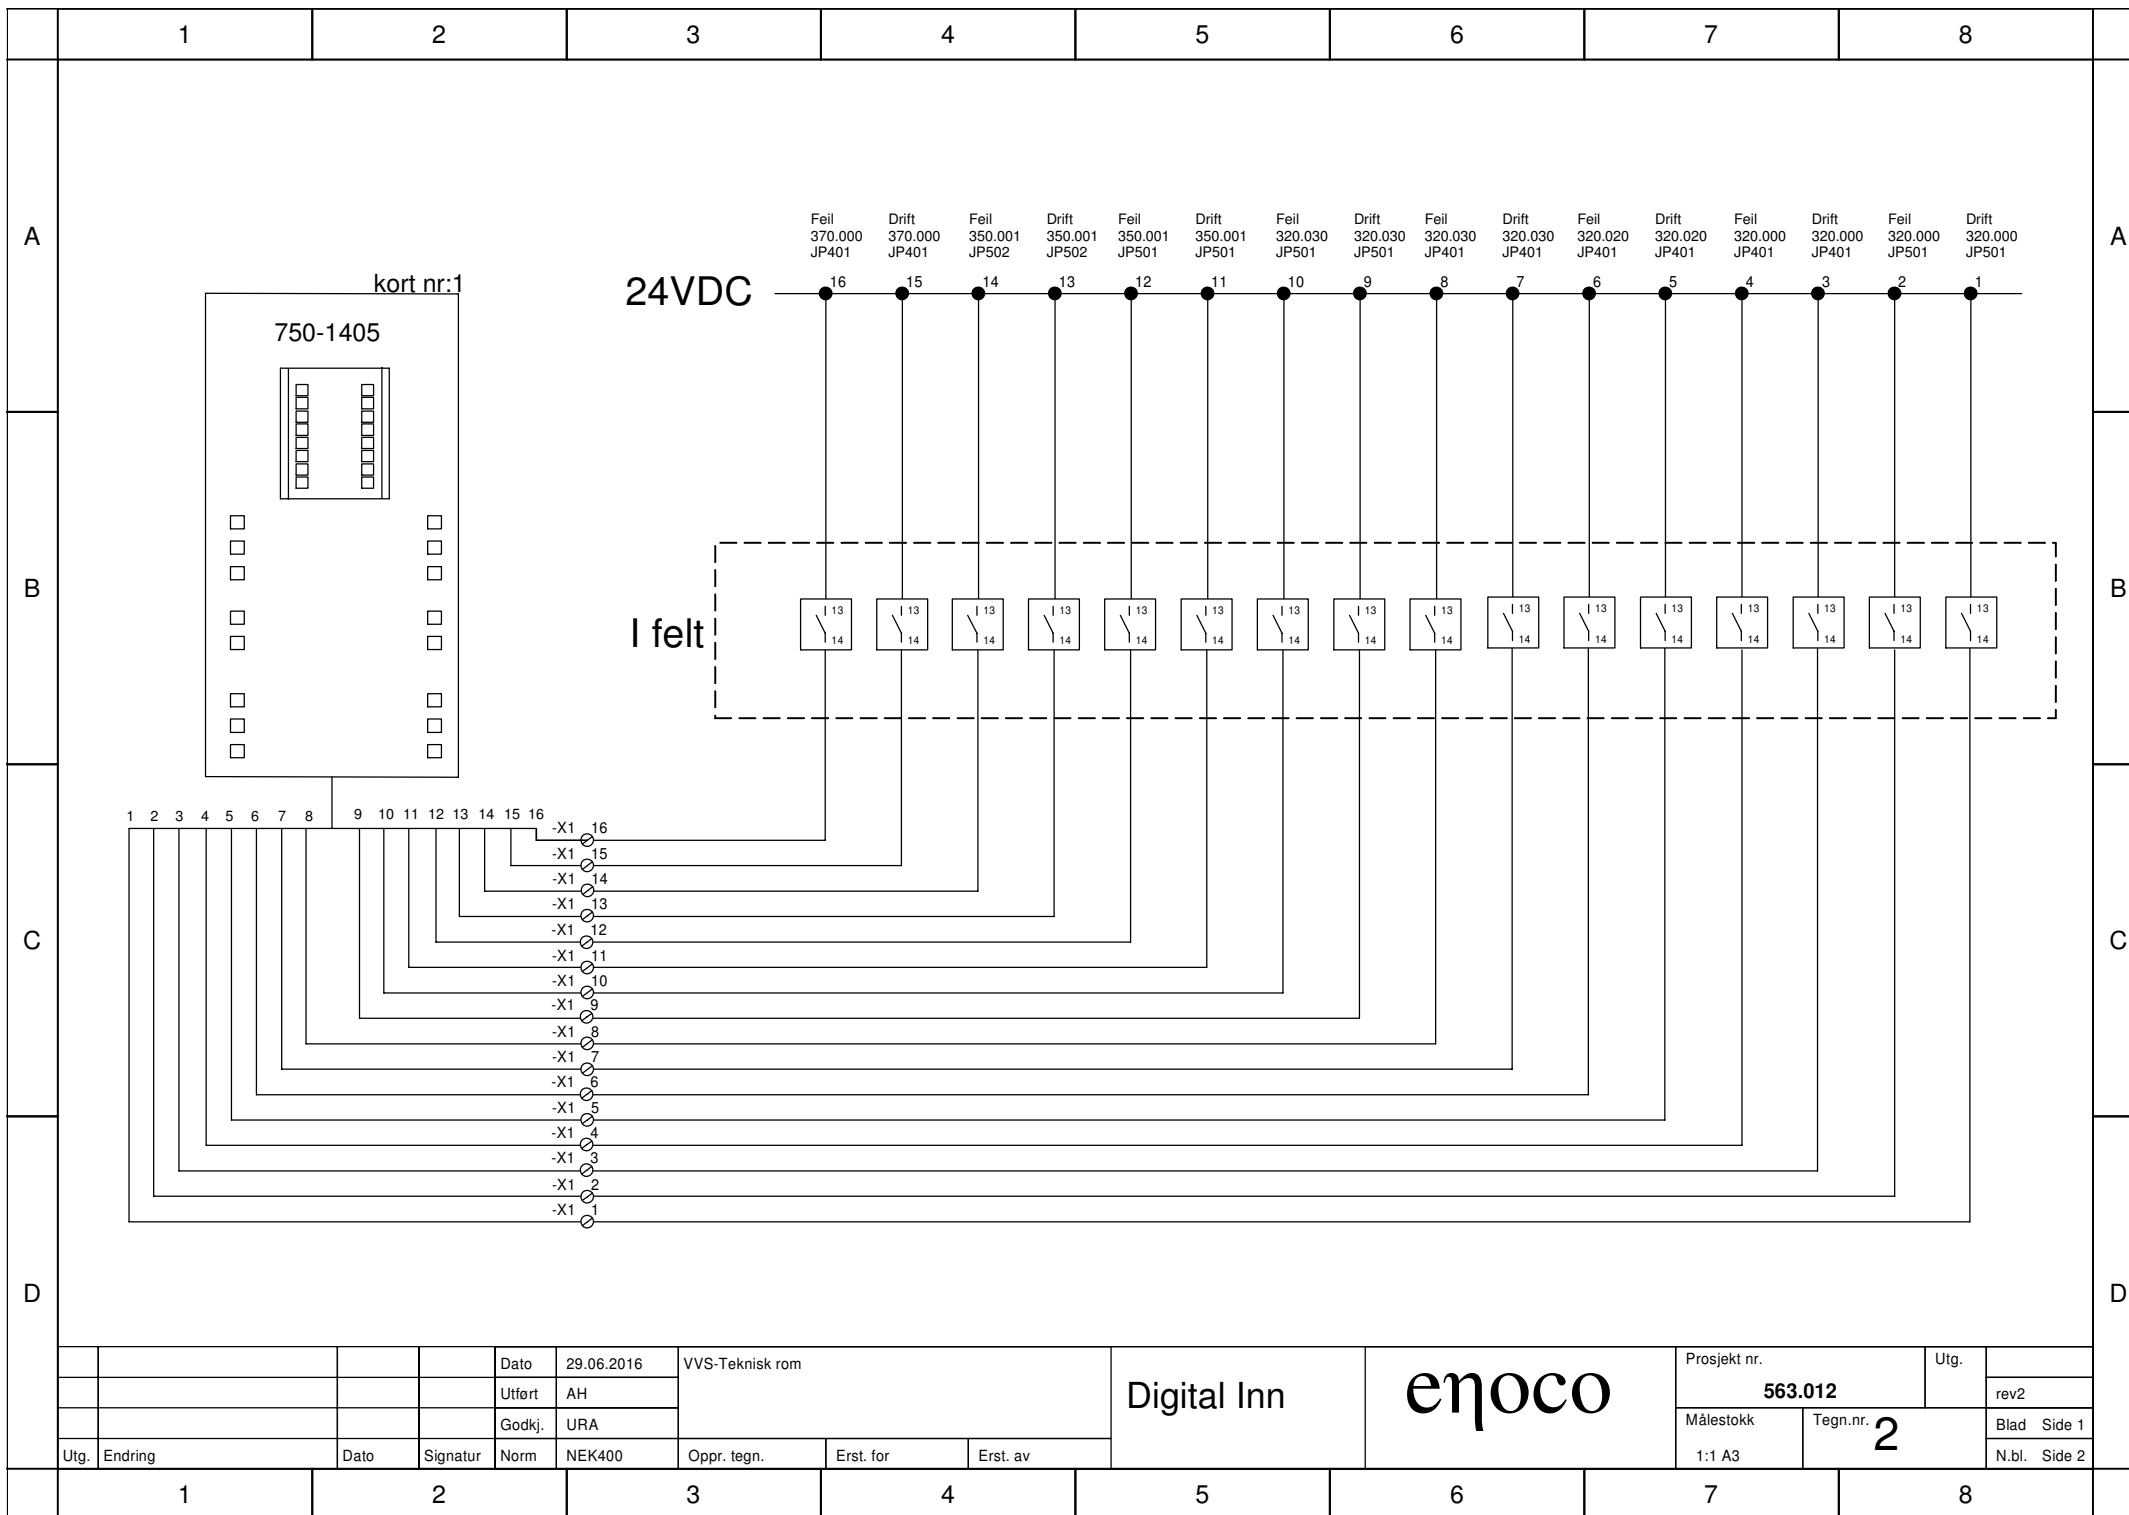 1 2 3 4 5 6 7 8
A A
Feil Drift Feil Drift Feil Drift Feil Drift Feil Drift Feil Drift Feil Drift Feil Drift
370.000 370.000 350.001 350.001 350.001 350.001 320.030 320.030 320.030 320.030 320.020 320.020 320.000 320.000 320.000 320.000
JP401 JP401 JP502 JP502 JP501 JP501 JP501 JP501 JP401 JP401 JP401 JP401 JP401 JP401 JP501 JP501
kort nr:1
24VDC
16 15 14 13 12 11 10 9 8 7 6 5 4 3 2 1
750-1405
B B
I felt
13 13 13 13 13 13 13 13 13 13 13 13 13 13 13 13
14 14 14 14 14 14 14 14 14 14 14 14 14 14 14 14
1 2 3 4 5 6 7 8 9 10 11 12 13 14 15 16
-X1 16
-X1 15
-X1 14
-X1 13
-X1 12
C C
-X1 11
-X1 10
-X1 9
-X1 8
-X1 7
-X1 6
-X1 5
-X1 4
-X1 3
-X1 2
-X1 1
D D
Dato 29.06.2016 VVS-Teknisk rom
Utført AH
Godkj. URA
Utg. Endring Dato Signatur Norm NEK400 Oppr. tegn. Erst. for Erst. av
Digital Inn
enoco
Prosjekt nr. Utg.
563.012 rev2
Målestokk Tegn.nr. 2 Blad Side 1
1:1 A3 N.bl. Side 2
1 2 3 4 5 6 7 8